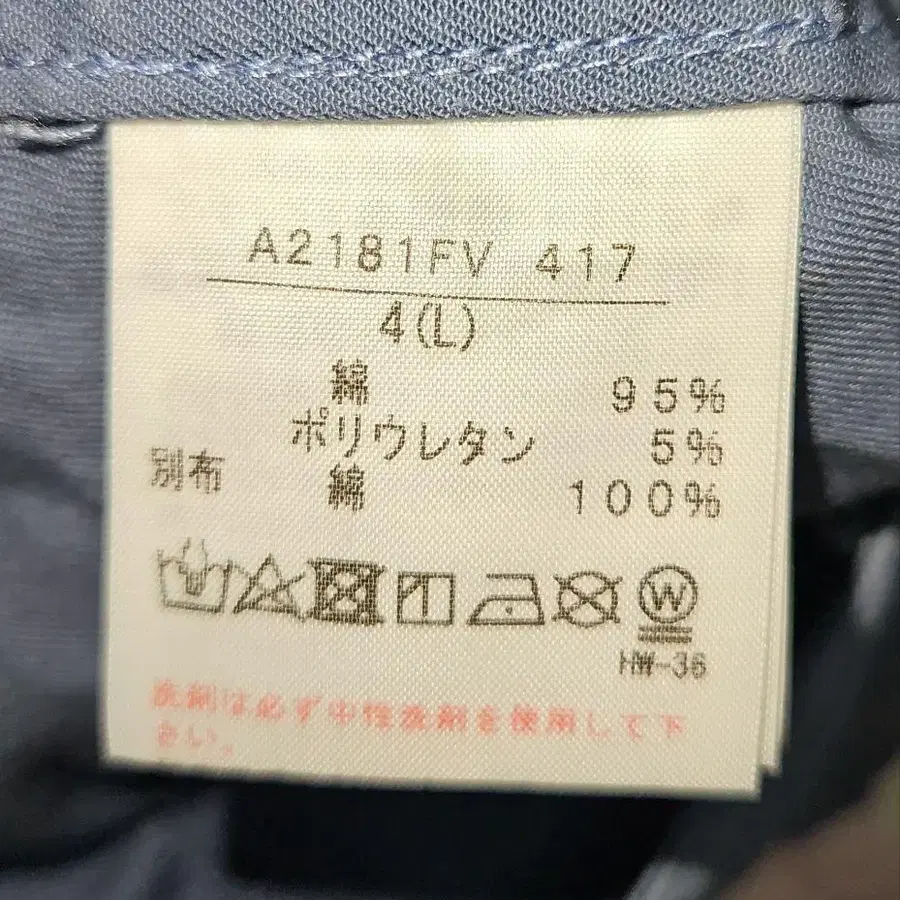 A2181FV 417
4(L)
綿 95%
ポリウレタン 5%
別布 綿 100%
W
HW-36
洗剤は必ず中性洗剤を使用して下
さい。